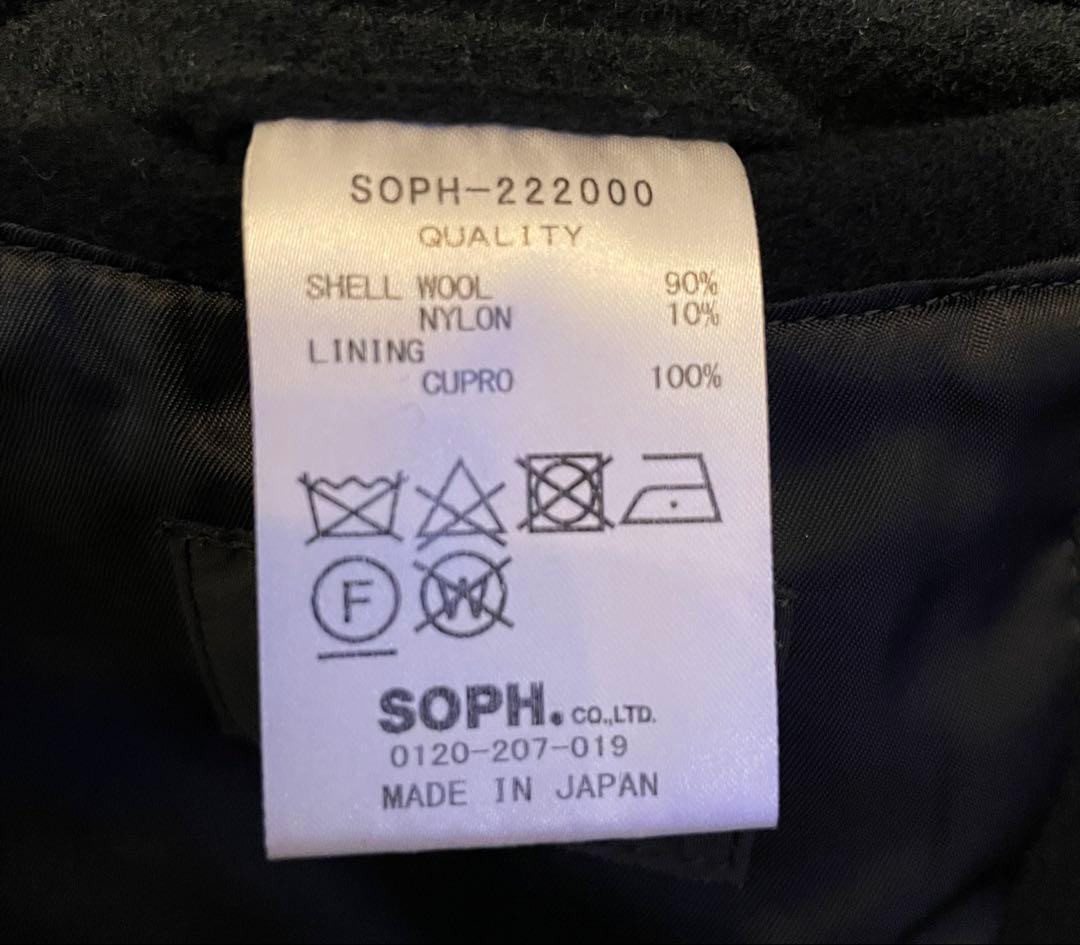 SOPH-222000
QUALITY
SHELL WOOL 90%
NYLON 10%
LINING
CUPRO 100%
F W
SOPH. CO.,LTD.
0120-207-019
MADE IN JAPAN